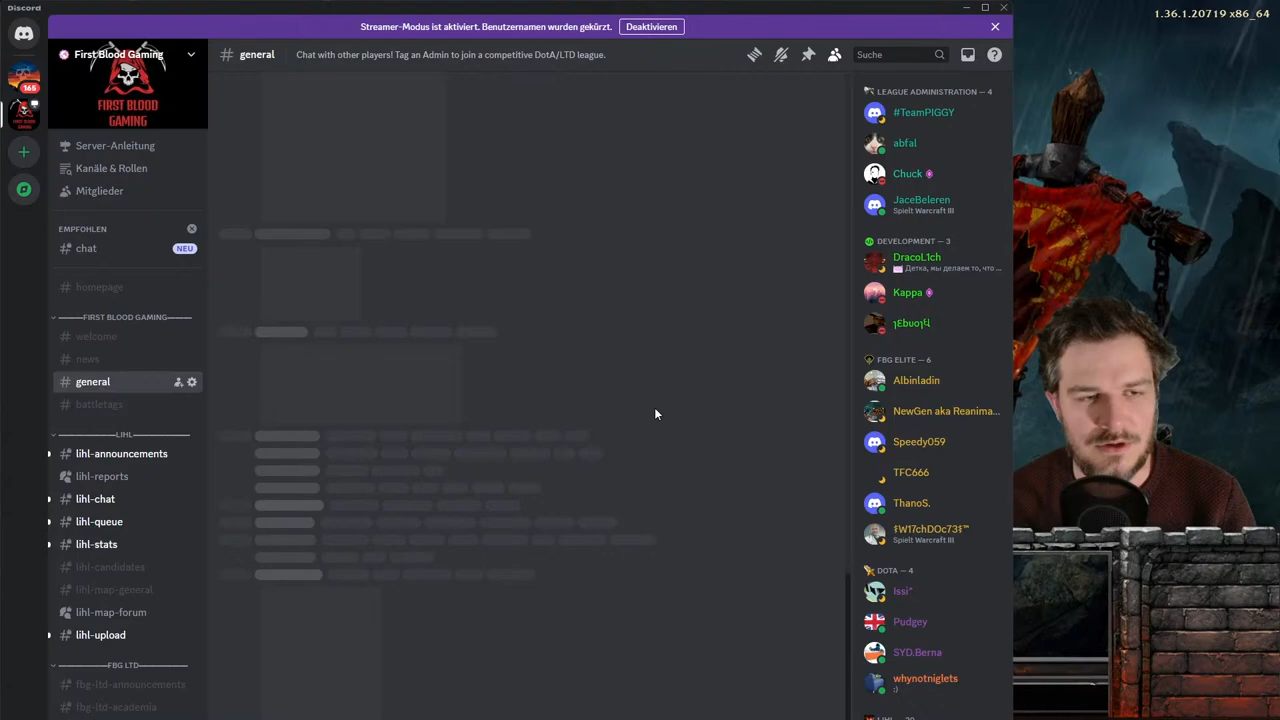 Discord
Streamer-Modus ist aktiviert. Benutzernamen wurden gekürzt.
Deaktivieren
1.36.1.20719 x86_64
First Blood Gaming
FIRST BLOOD
GAMING
# general
Chat with other players! Tag an Admin to join a competitive DotA/LTD league.
Suche
165
Server-Anleitung
Kanäle & Rollen
Mitglieder
EMPFOHLEN
chat
NEU
homepage
FIRST BLOOD GAMING
welcome
news
general
battletags
LIHL
lihl-announcements
lihl-reports
lihl-chat
lihl-queue
lihl-stats
lihl-candidates
lihl-map-general
lihl-map-forum
lihl-upload
FBG LTD
fbg-ltd-announcements
fbg-ltd-academia
LEAGUE ADMINISTRATION — 4
#TeamPIGGY
abfal
Chuck
JaceBeleren
Spielt Warcraft III
DEVELOPMENT — 3
DracoL1ch
Детка, мы делаем то, что ...
Kappa
FBG ELITE — 6
Albinladin
NewGen aka Reanima...
Speedy059
TFC666
ThanoS.
Spielt Warcraft III
DOTA — 4
Issi^
Pudgey
SYD.Berna
whynotniglets
:)